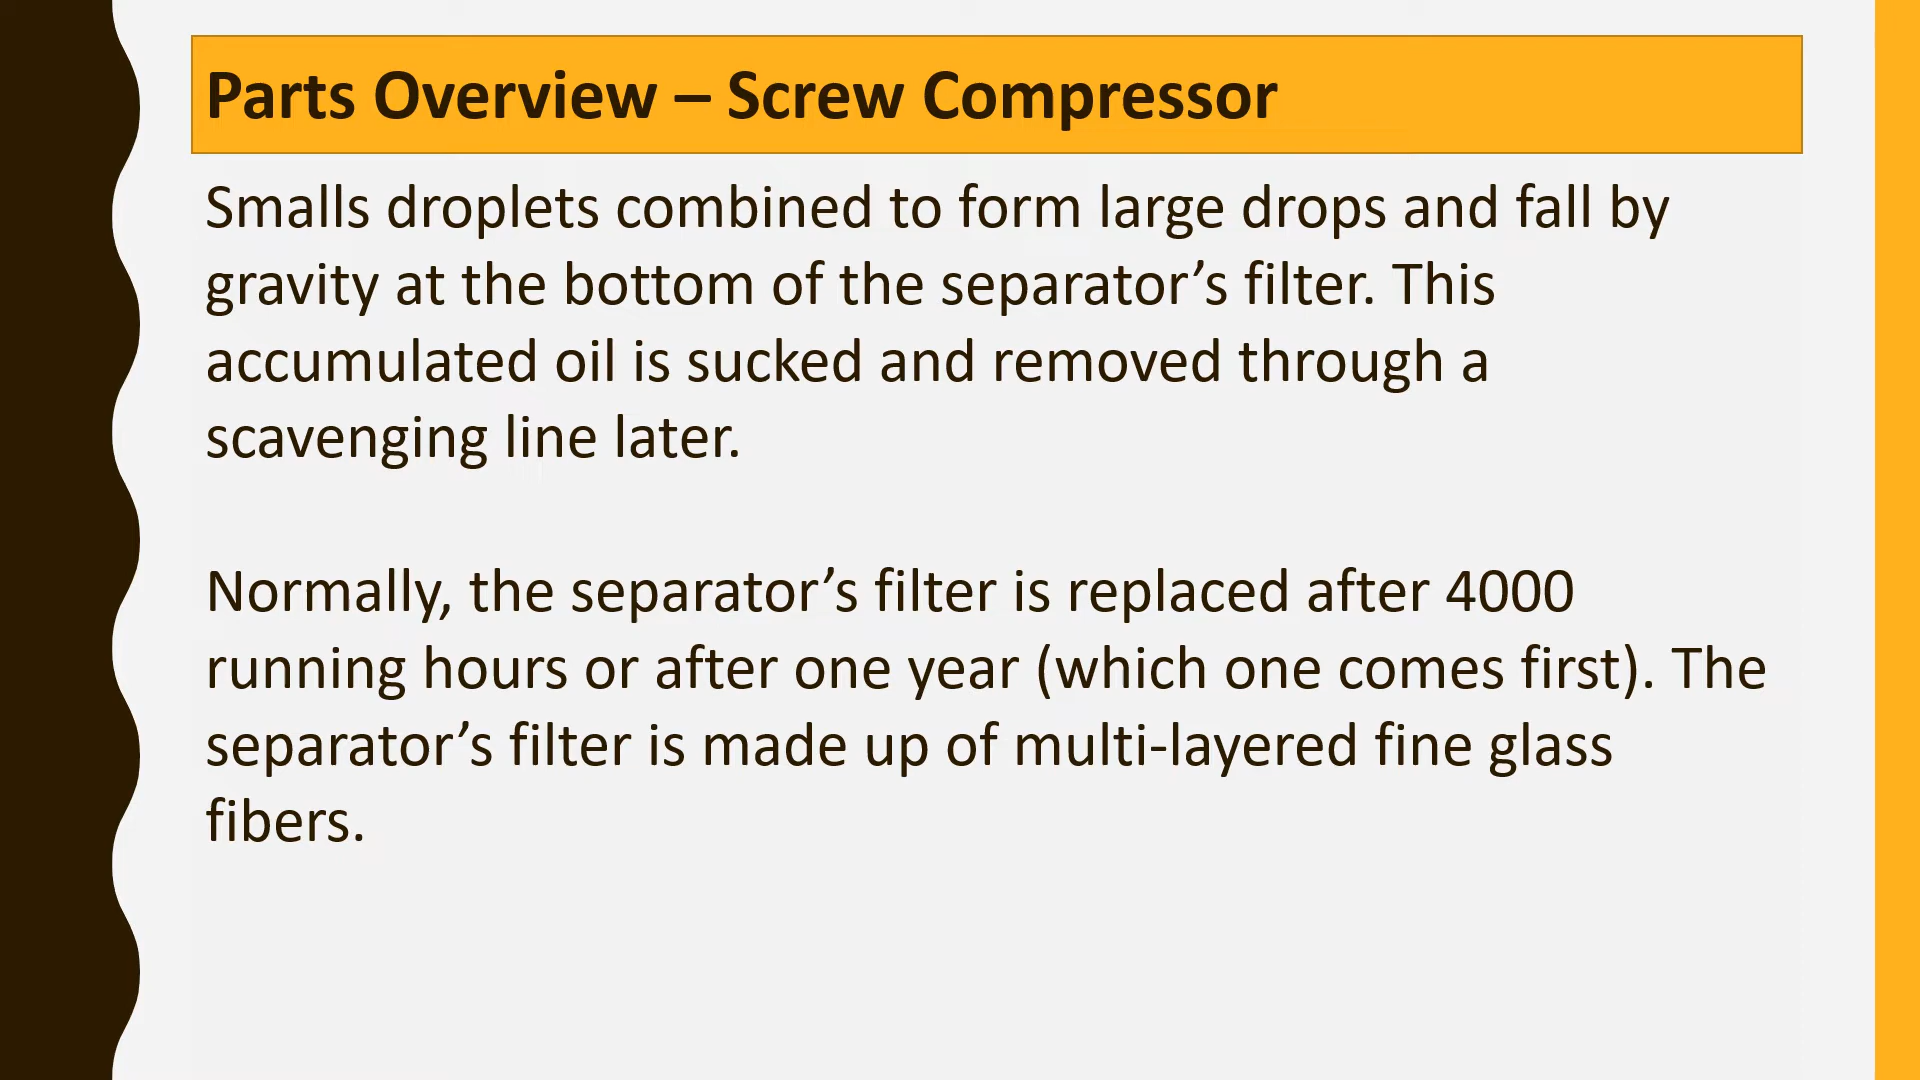 Parts Overview – Screw Compressor
Smalls droplets combined to form large drops and fall by
gravity at the bottom of the separator’s filter. This
accumulated oil is sucked and removed through a
scavenging line later.
Normally, the separator’s filter is replaced after 4000
running hours or after one year (which one comes first). The
separator’s filter is made up of multi-layered fine glass
fibers.